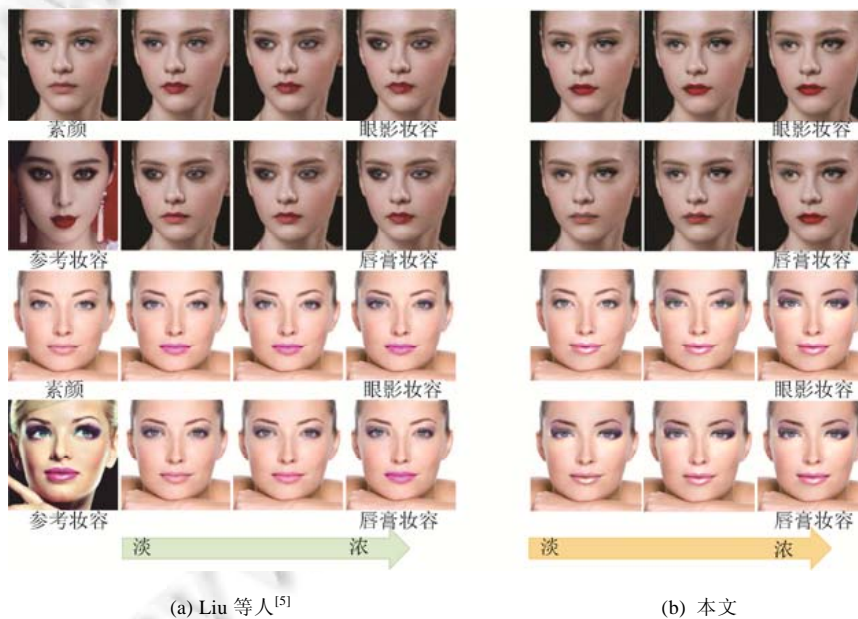 素颜 眼影妆容 眼影妆容
参考妆容 唇膏妆容 唇膏妆容
素颜 眼影妆容 眼影妆容
参考妆容 唇膏妆容 唇膏妆容
淡 浓 淡 浓
(a) Liu 等人[5] (b) 本文